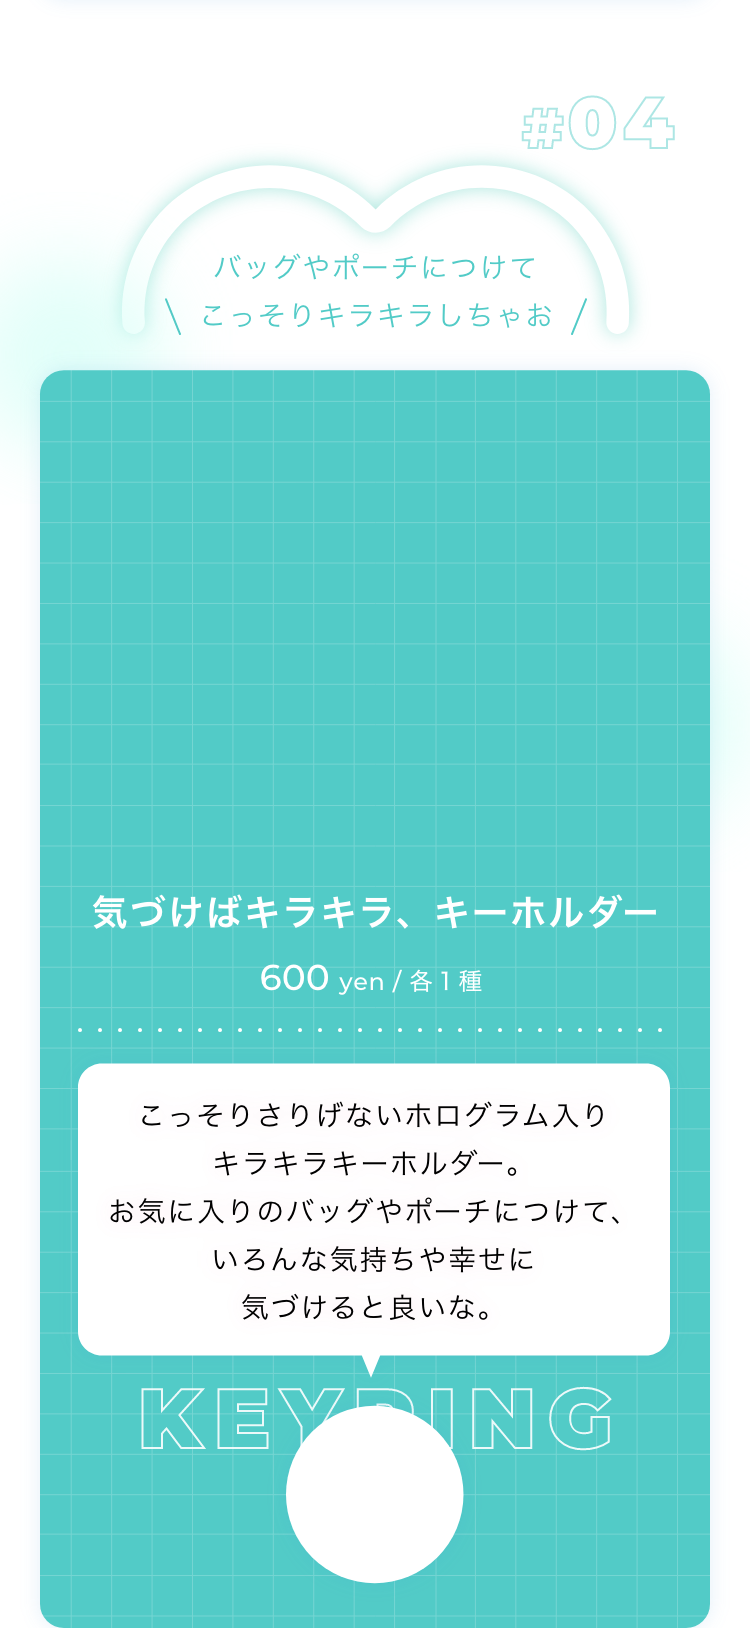 #04
バッグやポーチにつけて
\ こっそりキラキラしちゃお /
気づけばキラキラ、キーホルダー
600 yen / 各1種
こっそりさりげないホログラム入り
キラキラキーホルダー。
お気に入りのバッグやポーチにつけて、
いろんな気持ちや幸せに
気づけると良いな。
KEYRING